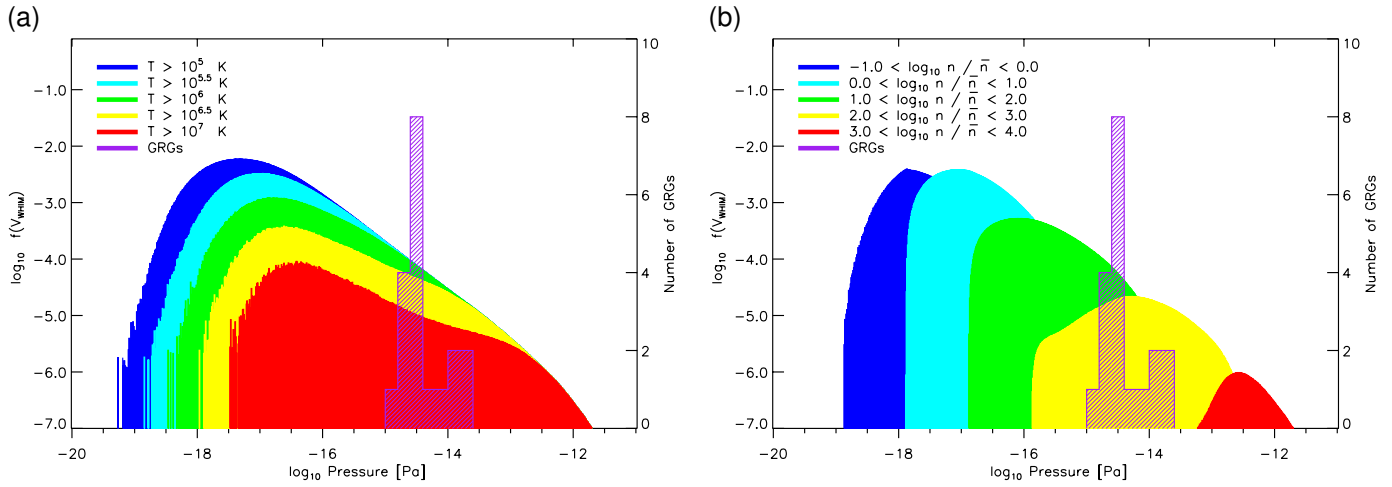 (a)
T > 10^5 K
T > 10^5.5 K
T > 10^6 K
T > 10^6.5 K
T > 10^7 K
GRGs
log₁₀ f(V_WHIM)
-1.0
-2.0
-3.0
-4.0
-5.0
-6.0
-7.0
10
8
6
4
2
0
Number of GRGs
-20
-18
-16
-14
-12
log₁₀ Pressure [Pa]
(b)
-1.0 < log₁₀ n / n̄ < 0.0
0.0 < log₁₀ n / n̄ < 1.0
1.0 < log₁₀ n / n̄ < 2.0
2.0 < log₁₀ n / n̄ < 3.0
3.0 < log₁₀ n / n̄ < 4.0
GRGs
log₁₀ f(V_WHIM)
-1.0
-2.0
-3.0
-4.0
-5.0
-6.0
-7.0
10
8
6
4
2
0
Number of GRGs
-20
-18
-16
-14
-12
log₁₀ Pressure [Pa]